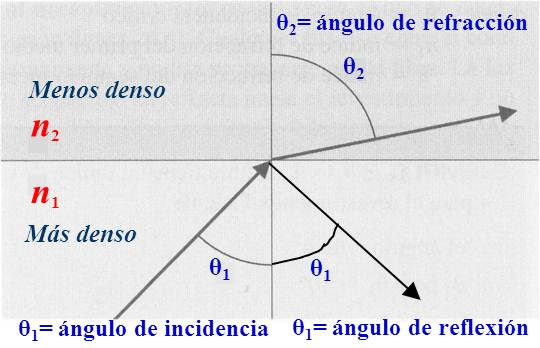 θ₂= ángulo de refracción
θ₂
Menos denso
n₂
n₁
Más denso
θ₁
θ₁
θ₁= ángulo de incidencia
θ₁= ángulo de reflexión